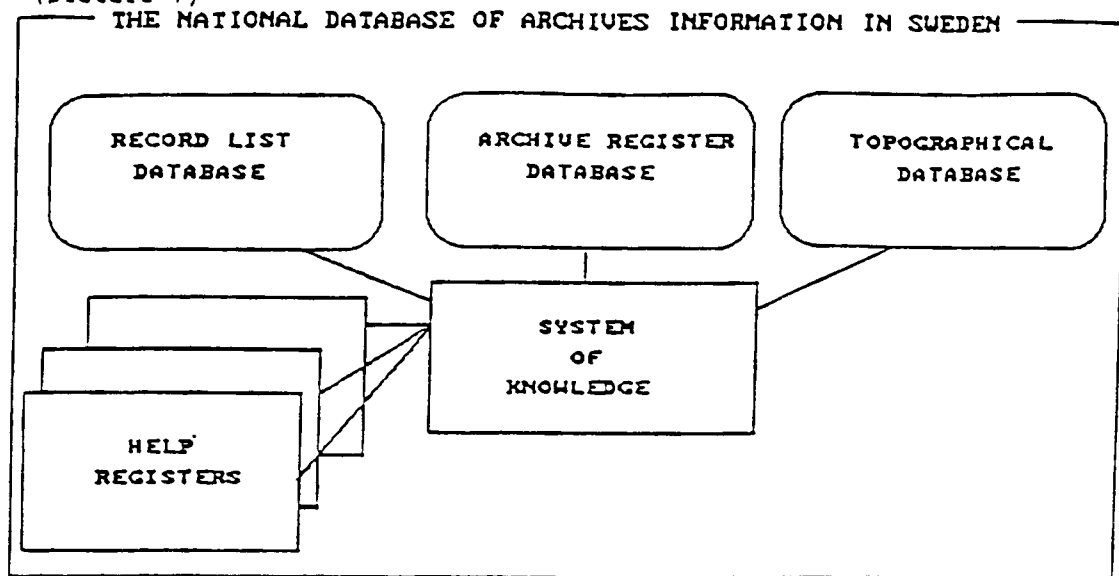 THE NATIONAL DATABASE OF ARCHIVES INFORMATION IN SWEDEN
RECORD LIST
DATABASE
ARCHIVE REGISTER
DATABASE
TOPOGRAPHICAL
DATABASE
SYSTEM
OF
KNOWLEDGE
HELP
REGISTERS